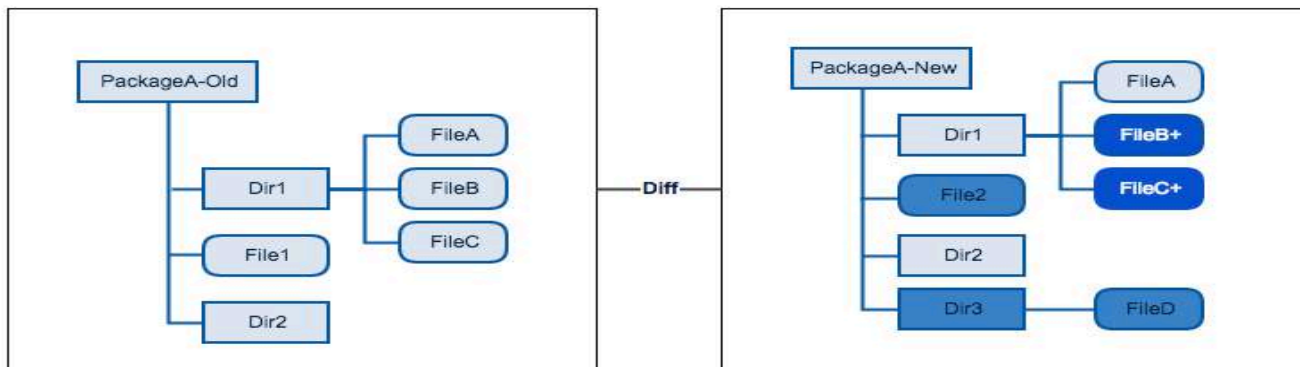 PackageA-Old
Dir1
FileA
FileB
FileC
File1
Dir2
Diff
PackageA-New
Dir1
FileA
FileB+
FileC+
File2
Dir2
Dir3
FileD